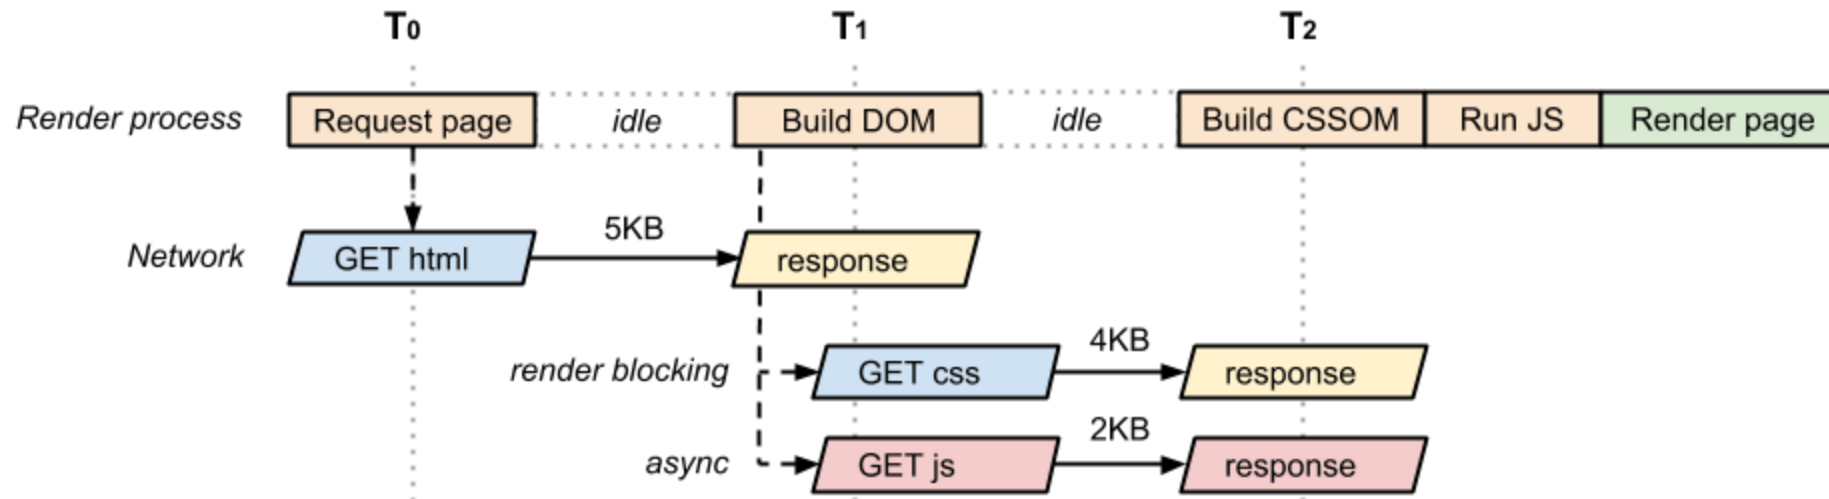 T0 T1 T2
Render process Request page idle Build DOM idle Build CSSOM Run JS Render page
5KB
Network GET html response
4KB
render blocking GET css response
2KB
async GET js response